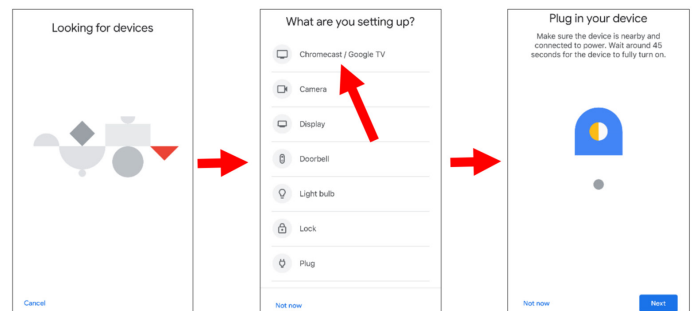 Looking for devices
Cancel
What are you setting up?
Chromecast / Google TV
Camera
Display
Doorbell
Light bulb
Lock
Plug
Not now
Plug in your device
Make sure the device is nearby and
connected to power. Wait around 45
seconds for the device to fully turn on.
Not now
Next